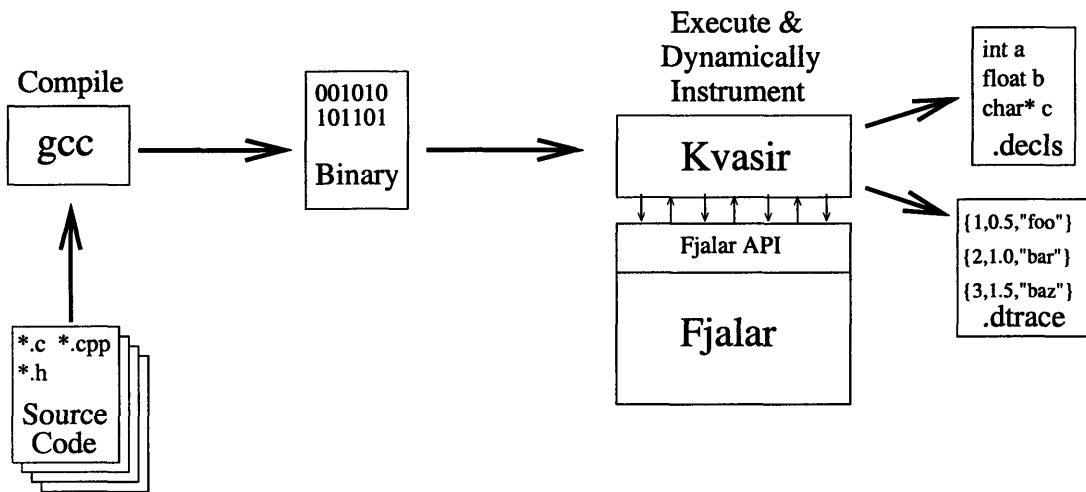 Compile
gcc
*.c *.cpp
*.h
Source
Code
001010
101101
Binary
Execute &
Dynamically
Instrument
Kvasir
Fjalar API
Fjalar
int a
float b
char* c
.decls
{1,0.5,"foo"}
{2,1.0,"bar"}
{3,1.5,"baz"}
.dtrace